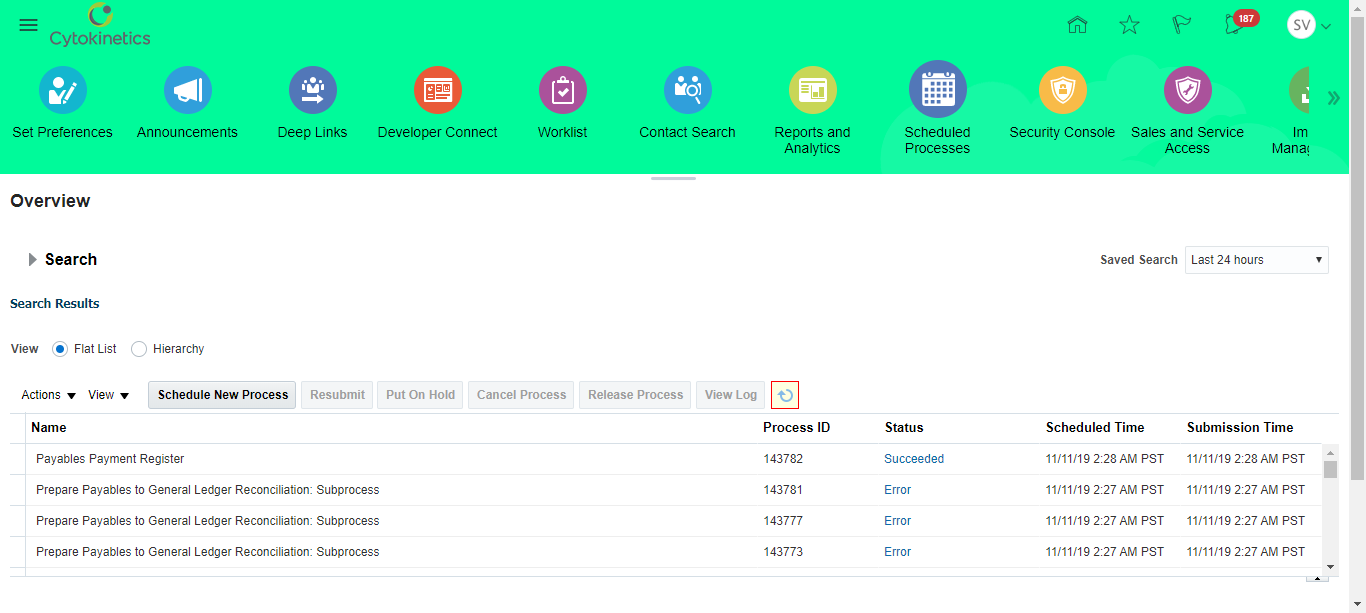 Cytokinetics
187
SV
Set Preferences
Announcements
Deep Links
Developer Connect
Worklist
Contact Search
Reports and
Analytics
Scheduled
Processes
Security Console
Sales and Service
Access
Overview
Search
Saved Search Last 24 hours
Search Results
View Flat List Hierarchy
Actions View Schedule New Process Resubmit Put On Hold Cancel Process Release Process View Log
Name Process ID Status Scheduled Time Submission Time
Payables Payment Register 143782 Succeeded 11/11/19 2:28 AM PST 11/11/19 2:28 AM PST
Prepare Payables to General Ledger Reconciliation: Subprocess 143781 Error 11/11/19 2:27 AM PST 11/11/19 2:27 AM PST
Prepare Payables to General Ledger Reconciliation: Subprocess 143777 Error 11/11/19 2:27 AM PST 11/11/19 2:27 AM PST
Prepare Payables to General Ledger Reconciliation: Subprocess 143773 Error 11/11/19 2:27 AM PST 11/11/19 2:27 AM PST